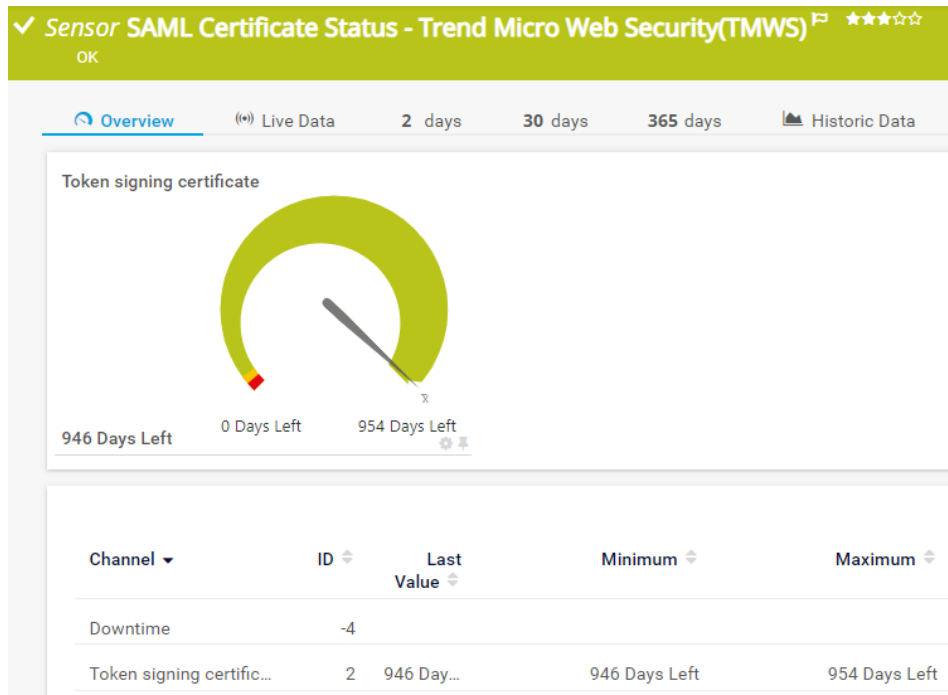 Sensor SAML Certificate Status - Trend Micro Web Security(TMWS)
OK
Overview Live Data 2 days 30 days 365 days Historic Data
Token signing certificate
0 Days Left 954 Days Left
946 Days Left
Channel ID Last Value Minimum Maximum
Downtime -4
Token signing certific... 2 946 Day... 946 Days Left 954 Days Left